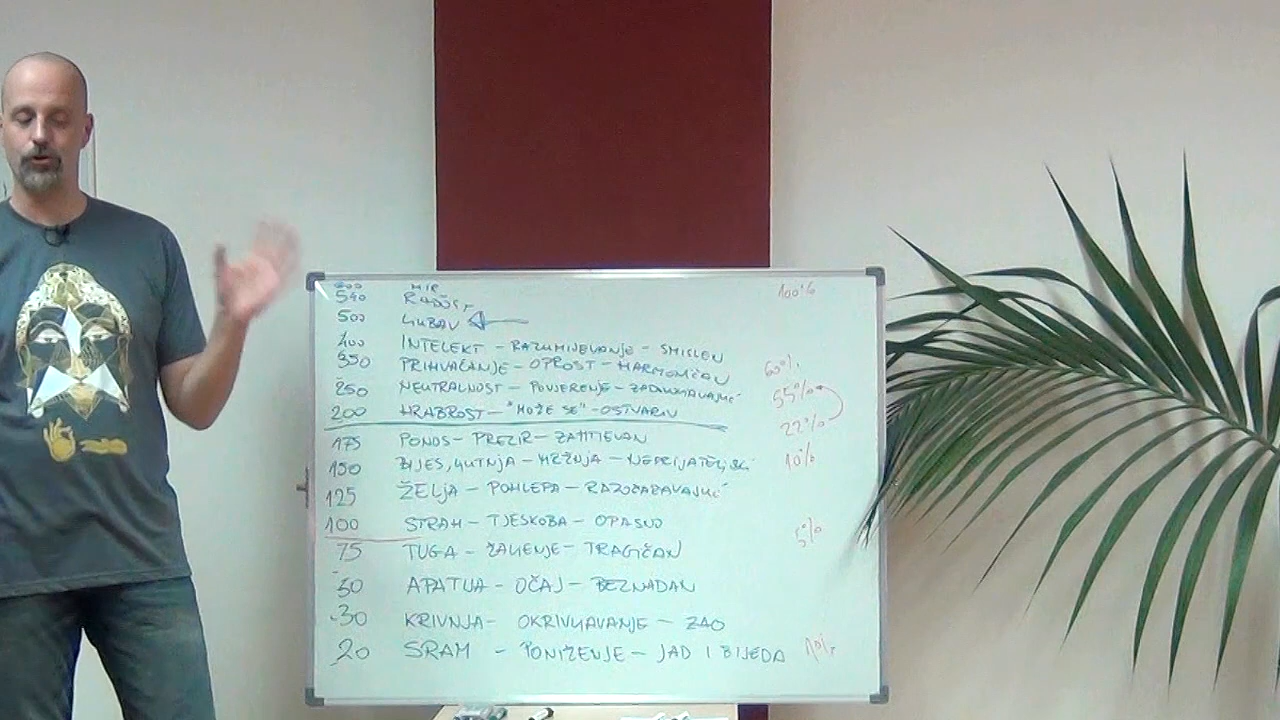 600 MIR 100%
540 RADOST
500 LJUBAV
400 INTELEKT - RAZUMIJEVANJE - SMISLEN
350 PRIHVAĆANJE - OPROST - HARMONIČAN 60%
250 NEUTRALNOST - POVJERENJE - ZADOVOLJAVAJUĆ 55%
200 HRABROST - "MOŽE SE" - OSTVARIV 22%
175 PONOS - PREZIR - ZAHTJEVAN
150 BIJES, LJUTNJA - MRŽNJA - NEPRIJATELJSKI 10%
125 ŽELJA - POHLEPA - RAZOČARAVAJUĆ
100 STRAH - TJESKOBA - OPASNO 5%
75 TUGA - ŽALJENJE - TRAGIČAN
50 APATIJA - OČAJ - BEZNADAN
30 KRIVNJA - OKRIVLJAVANJE - ZAO
20 SRAM - PONIŽENJE - JAD I BIJEDA